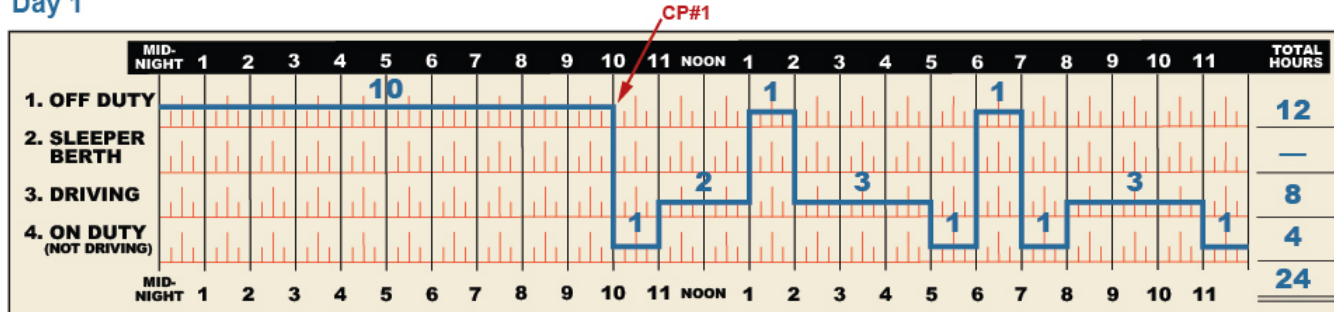 Day 1
CP#1
MID-
NIGHT 1 2 3 4 5 6 7 8 9 10 11 NOON 1 2 3 4 5 6 7 8 9 10 11 TOTAL
HOURS
1. OFF DUTY 10 1 1 12
2. SLEEPER
BERTH —
3. DRIVING 2 3 3 8
4. ON DUTY 1 1 1 1 4
(NOT DRIVING)
MID-
NIGHT 1 2 3 4 5 6 7 8 9 10 11 NOON 1 2 3 4 5 6 7 8 9 10 11 24